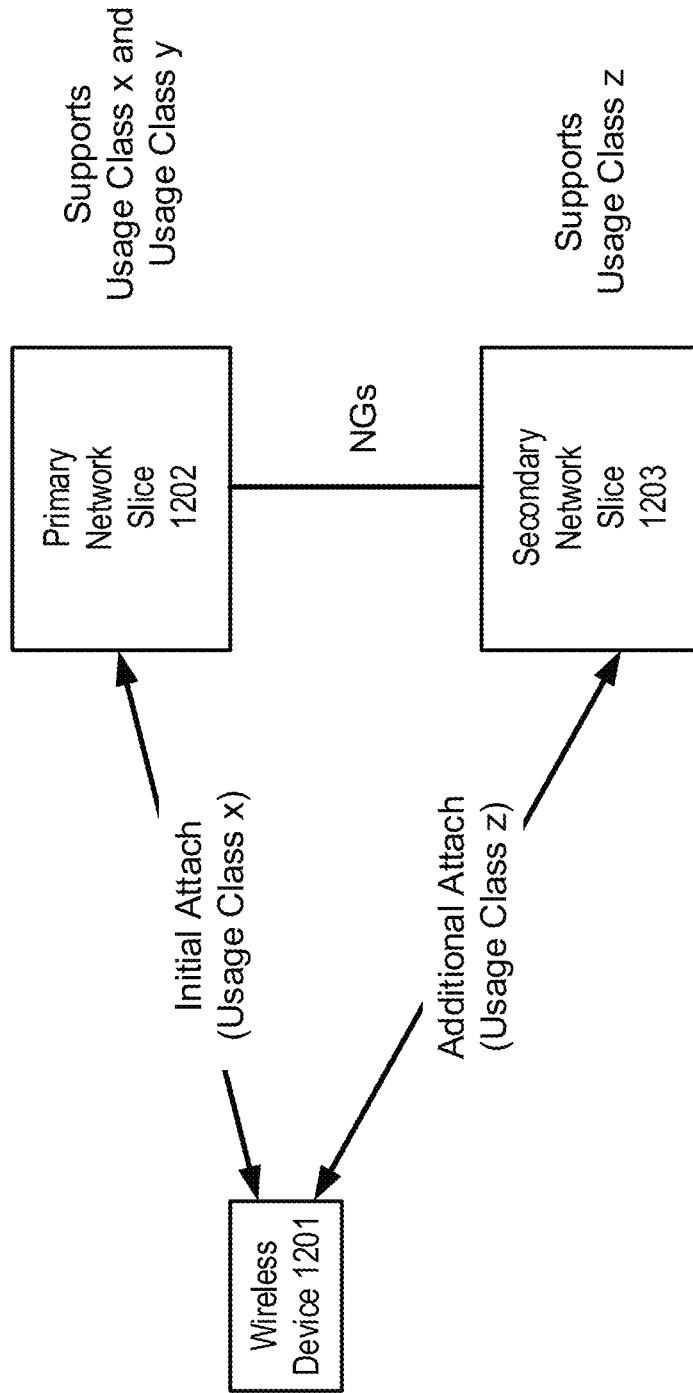 Wireless
Device 1201
Initial Attach
(Usage Class x)
Additional Attach
(Usage Class z)
Primary
Network
Slice
1202
NGs
Secondary
Network
Slice
1203
Supports
Usage Class x and
Usage Class y
Supports
Usage Class z